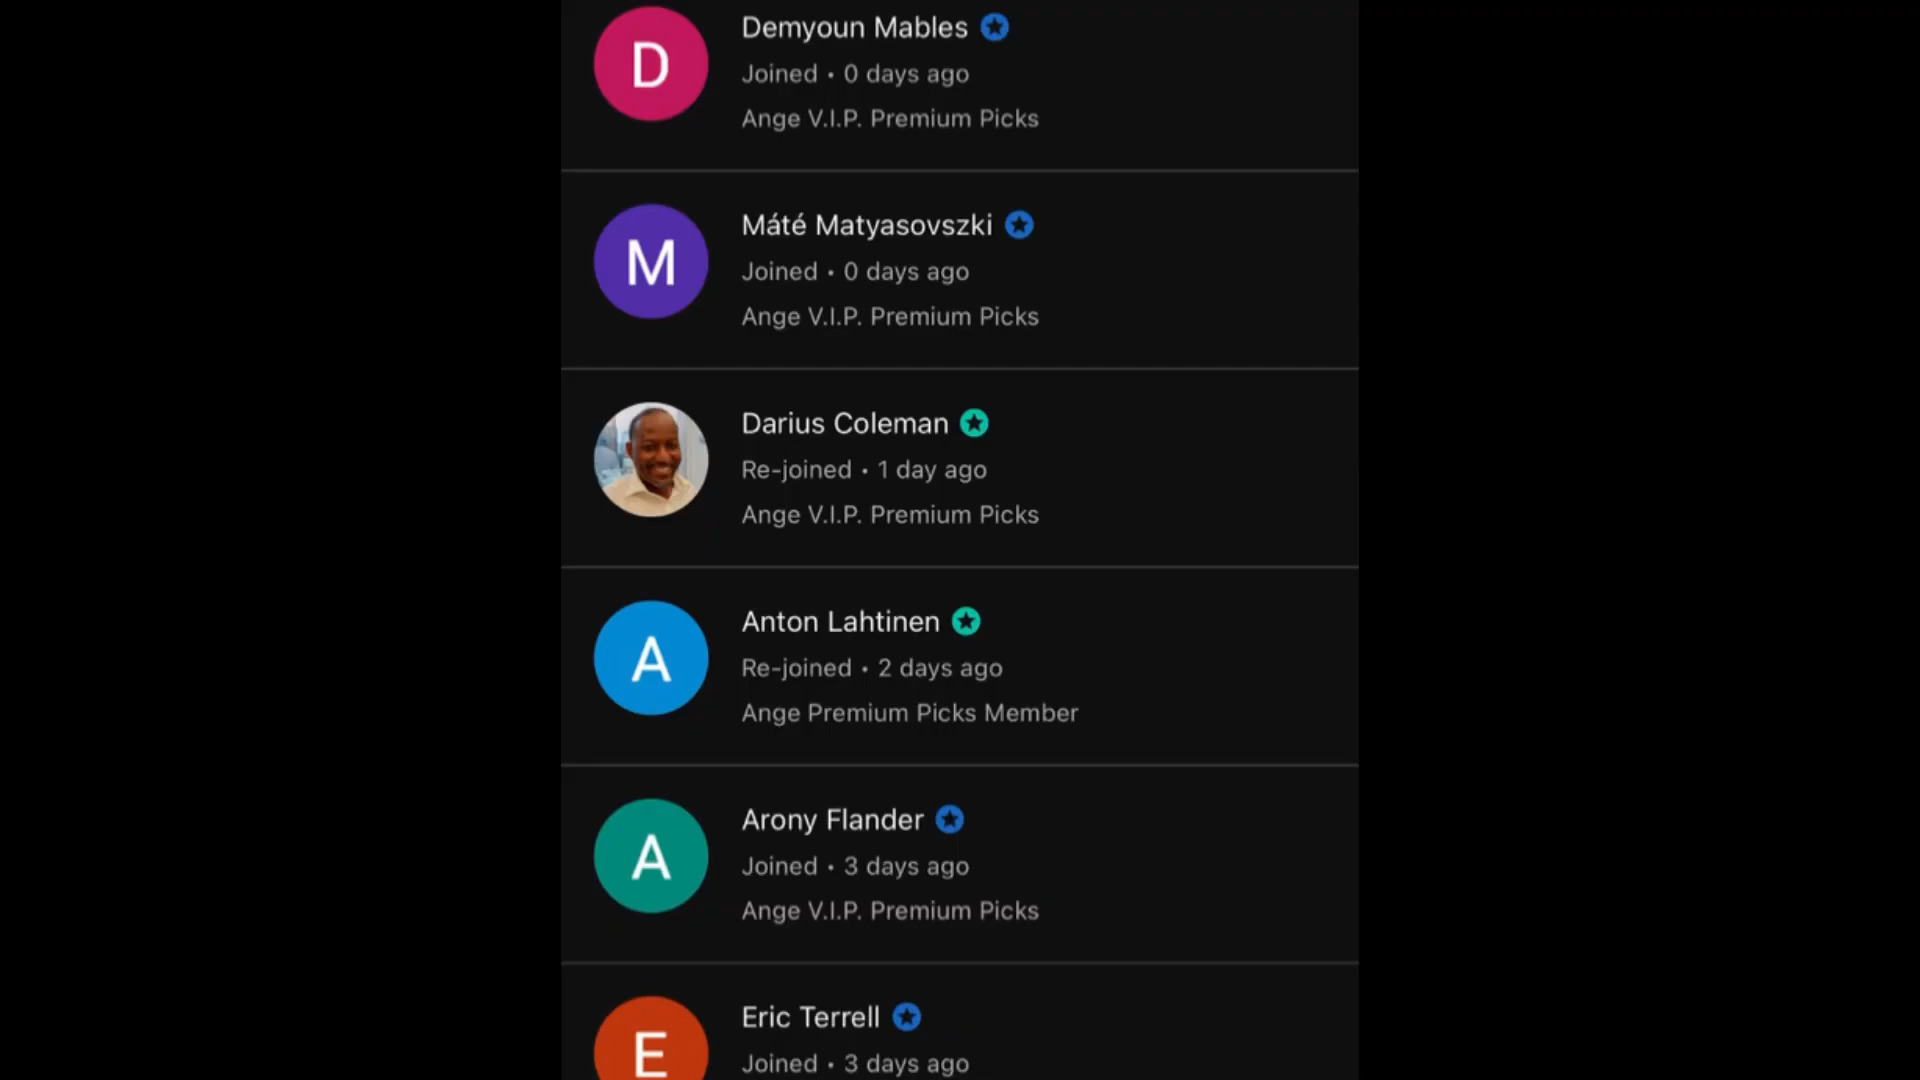 D
Demyoun Mables
Joined • 0 days ago
Ange V.I.P. Premium Picks
M
Máté Matyasovszki
Joined • 0 days ago
Ange V.I.P. Premium Picks
Darius Coleman
Re-joined • 1 day ago
Ange V.I.P. Premium Picks
A
Anton Lahtinen
Re-joined • 2 days ago
Ange Premium Picks Member
A
Arony Flander
Joined • 3 days ago
Ange V.I.P. Premium Picks
E
Eric Terrell
Joined • 3 days ago